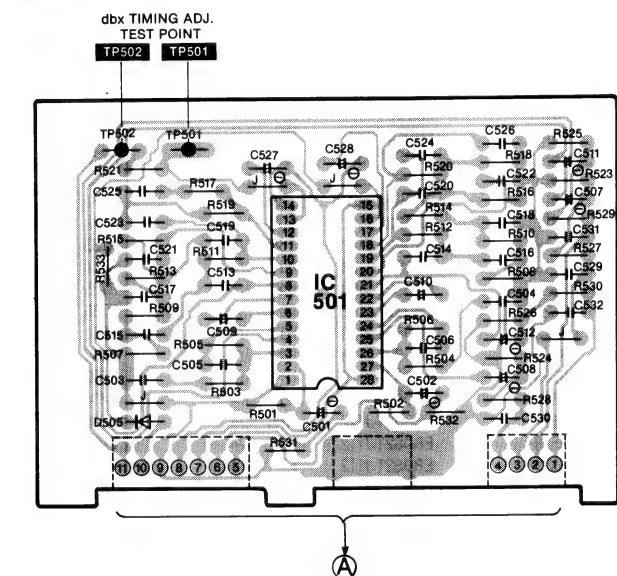 dbx TIMING ADJ.
TEST POINT
TP502 TP501
TP502 TP501
R521
C525
R517
C523
R519
R515
C519
C521
R511
R533
R513
C513
C517
R509
C509
C515
R505
R507
C505
C503
R503
J
D505
R501
C501
R531
C527
C528
J
J
14 15
13 16
12 17
11 18
10 19
9 20
8 21
7 22
6 23
5 24
4 25
3 26
2 27
1 28
IC
501
C524
R520
C520
R514
R512
C514
C510
R506
C506
R504
C502
R502
R532
C526
R518
C522
R516
C518
R510
C516
R508
C504
R526
C512
R524
C508
R528
C530
R525
C511
R523
C507
R529
C531
R527
C529
R530
C532
J
11 10 9 8 7 6 5
4 3 2 1
A